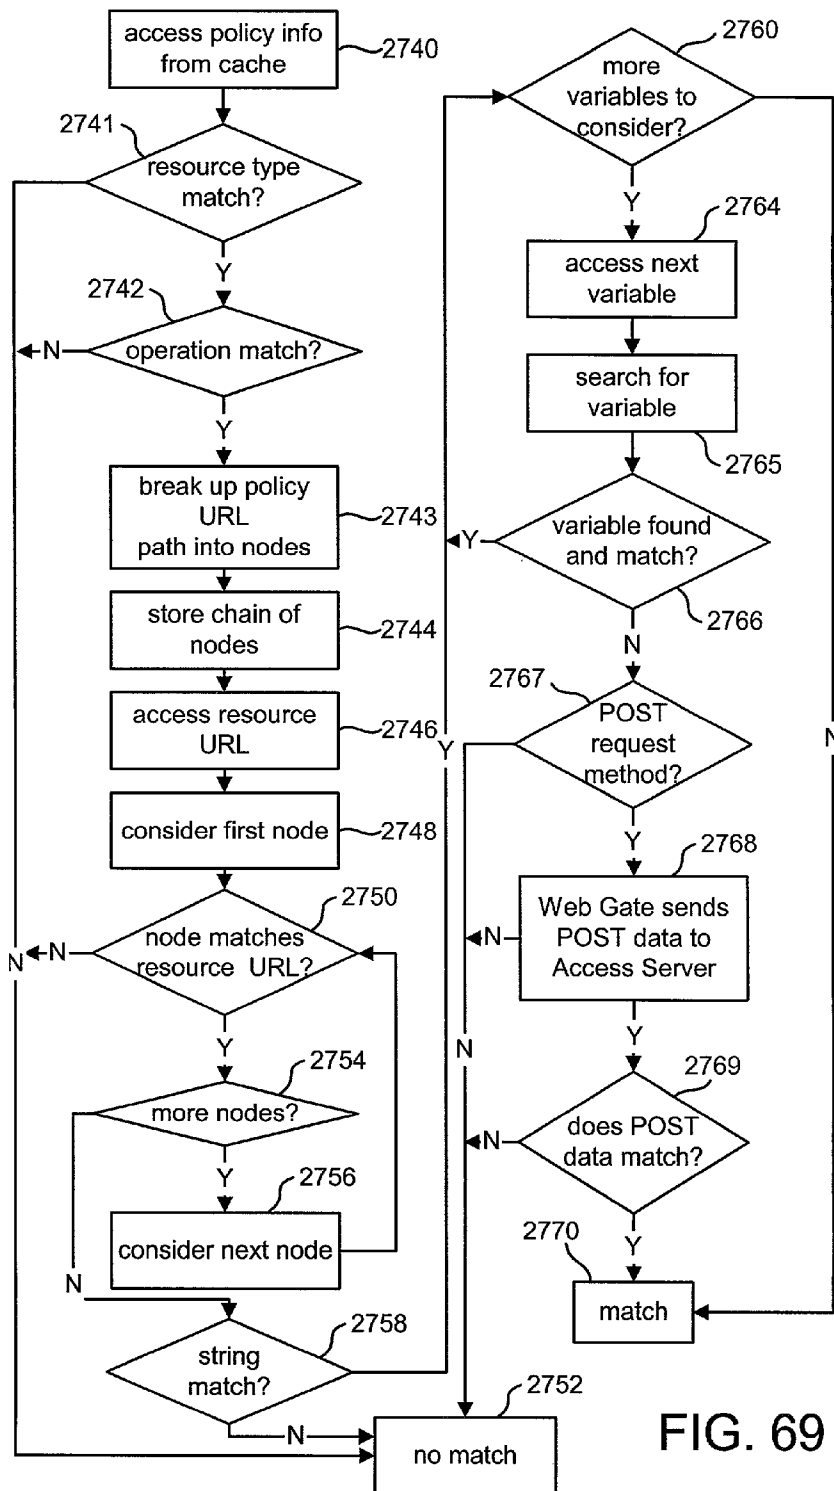 access policy info
from cache
2740
2741
resource type
match?
Y
2742
operation match?
N
Y
break up policy
URL
path into nodes
2743
store chain of
nodes
2744
access resource
URL
2746
consider first node
2748
2750
node matches
resource URL?
N
N
Y
2754
more nodes?
Y
2756
consider next node
N
2758
string
match?
N
Y
2760
more
variables to
consider?
Y
N
2764
access next
variable
search for
variable
2765
variable found
and match?
Y
2766
N
2767
POST
request
method?
Y
N
2768
Web Gate sends
POST data to
Access Server
N
Y
2769
does POST
data match?
N
Y
2770
match
2752
no match
FIG. 69